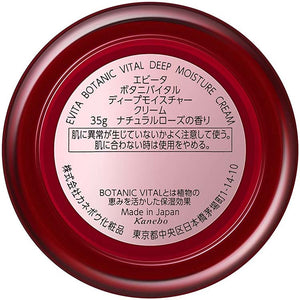 EVITA BOTANIC VITAL DEEP MOISTURE CREAM
エビータ
ボタニバイタル
ディープモイスチャー
クリーム
35g ナチュラルローズの香り
肌に異常が生じていないかよく注意して使う。
肌に合わない時は使用をやめる。
BOTANIC VITALとは植物の
恵みを活かした保湿効果
Made in Japan
Kanebo
株式会社カネボウ化粧品 東京都中央区日本橋茅場町1-14-10